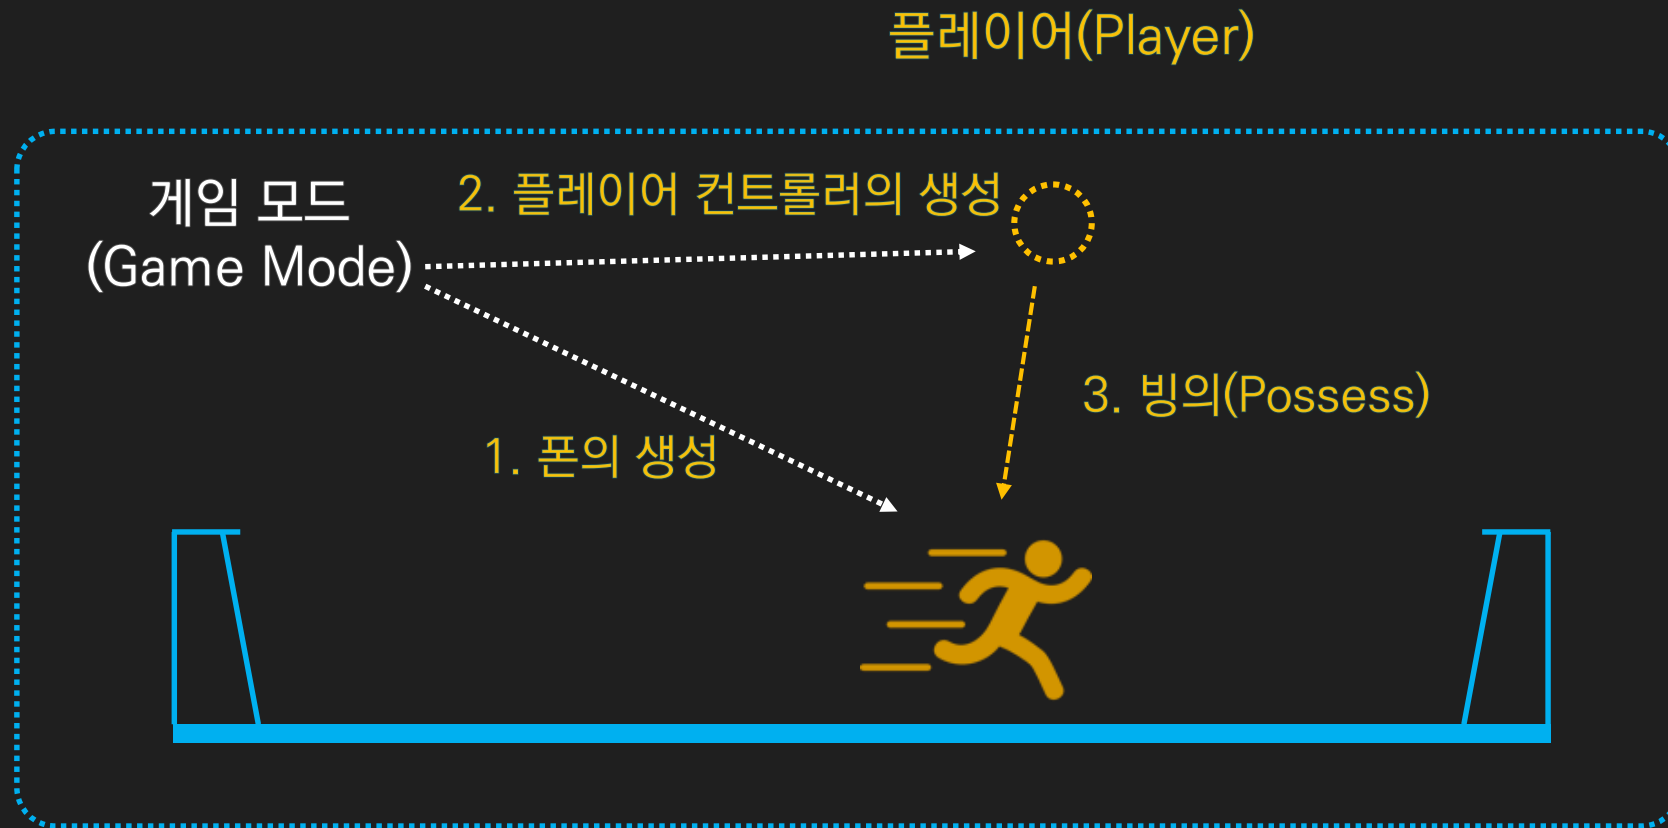 플레이어(Player)
게임 모드
(Game Mode)
2. 플레이어 컨트롤러의 생성
3. 빙의(Possess)
1. 폰의 생성